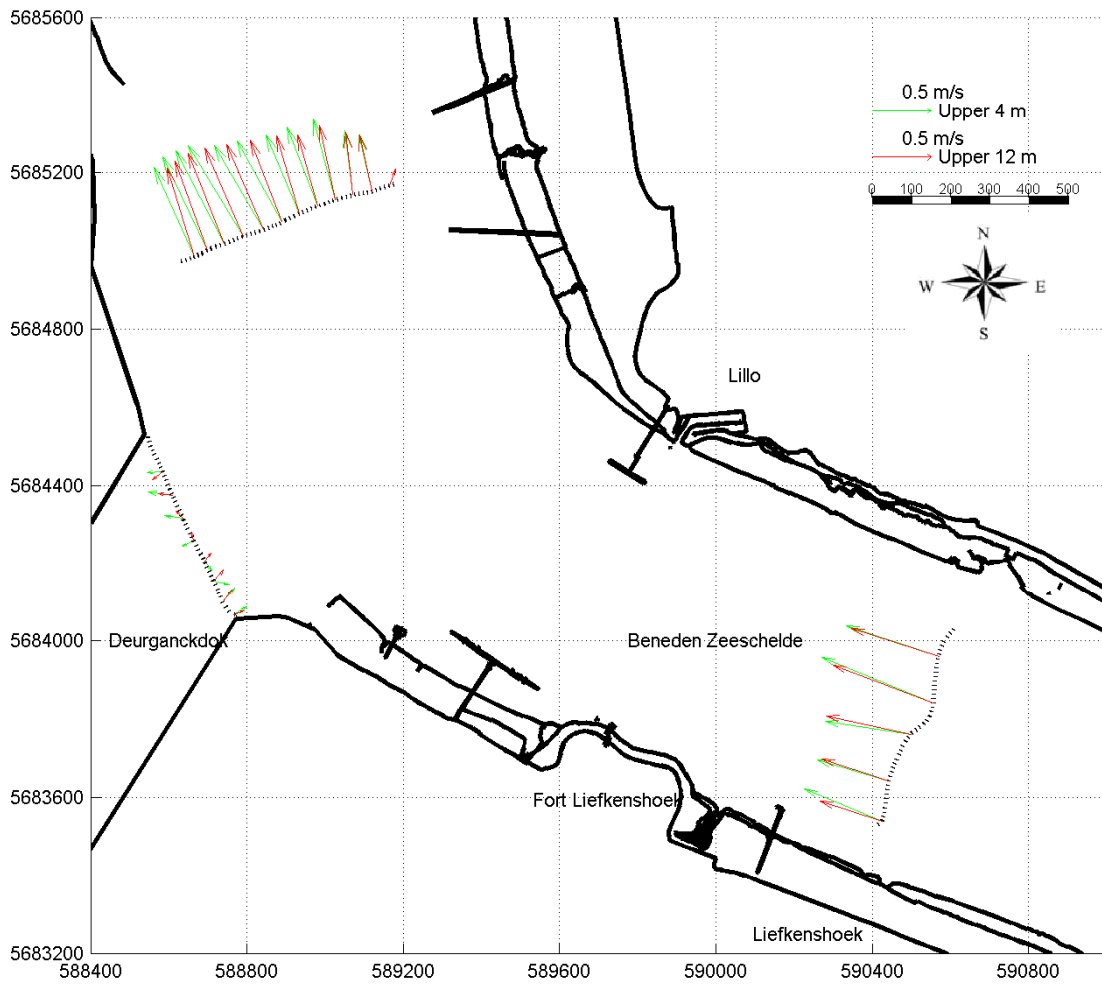 5685600
0.5 m/s
Upper 4 m
0.5 m/s
Upper 12 m
5685200
0 100 200 300 400 500
N
W E
S
5684800
Lillo
5684400
5684000
Deurganckdok
Beneden Zeeschelde
5683600
Fort Liefkenshoek
Liefkenshoek
5683200
588400 588800 589200 589600 590000 590400 590800